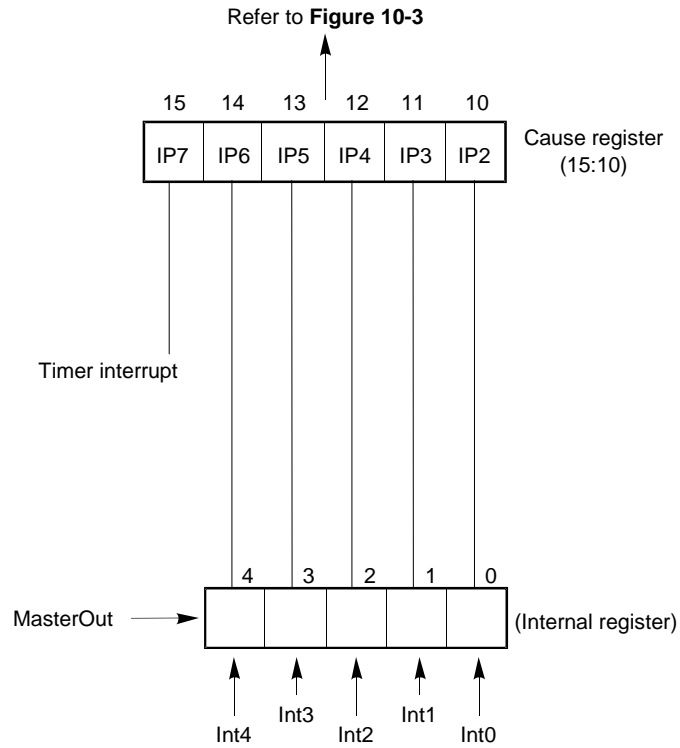 Refer to Figure 10-3
15 14 13 12 11 10
IP7 IP6 IP5 IP4 IP3 IP2
Cause register
(15:10)
Timer interrupt
4 3 2 1 0
MasterOut
(Internal register)
Int4 Int3 Int2 Int1 Int0